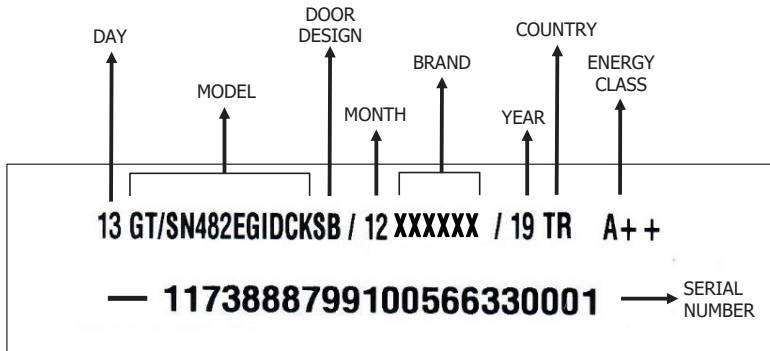 DAY
MODEL
DOOR
DESIGN
MONTH
BRAND
YEAR
COUNTRY
ENERGY
CLASS
13 GT/SN482EGIDCKSB / 12 XXXXXX / 19 TR A++
— 1173888799100566330001
SERIAL
NUMBER